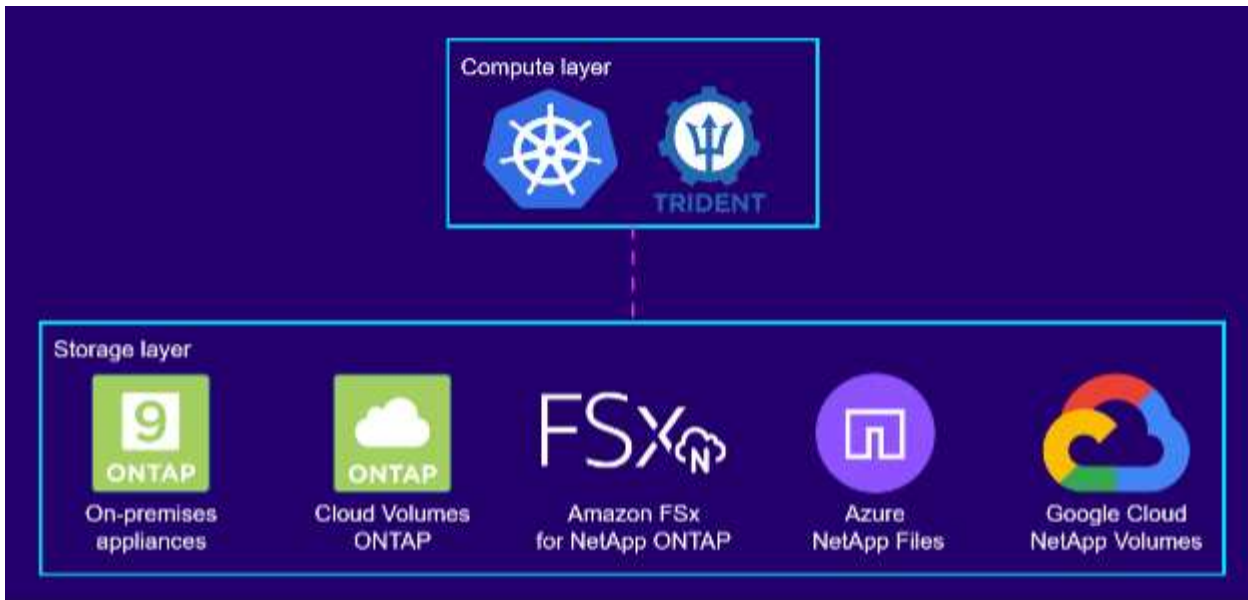 Compute layer
TRIDENT
Storage layer
9
ONTAP
On-premises
appliances
ONTAP
Cloud Volumes
ONTAP
FSx
N
Amazon FSx
for NetApp ONTAP
Azure
NetApp Files
Google Cloud
NetApp Volumes